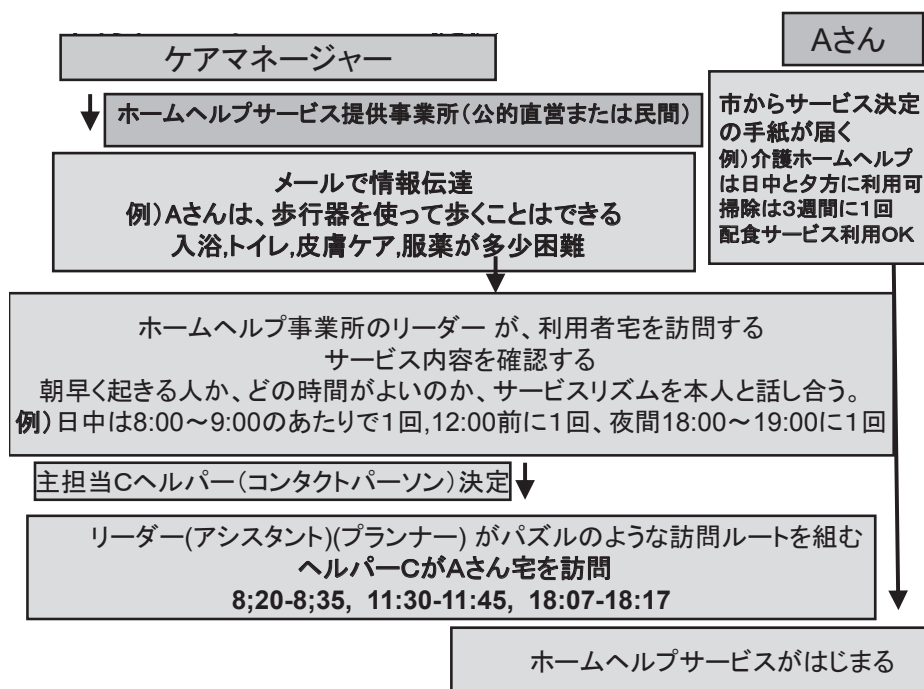 ケアマネージャー
Aさん
ホームヘルプサービス提供事業所(公的直営または民間)
市からサービス決定
の手紙が届く
例)介護ホームヘルプ
は日中と夕方に利用可
掃除は3週間に1回
配食サービス利用OK
メールで情報伝達
例)Aさんは、歩行器を使って歩くことはできる
入浴,トイレ,皮膚ケア,服薬が多少困難
ホームヘルプ事業所のリーダー が、利用者宅を訪問する
サービス内容を確認する
朝早く起きる人か、どの時間がよいのか、サービスリズムを本人と話し合う。
例)日中は8:00～9:00のあたりで1回,12:00前に1回、夜間18:00～19:00に1回
主担当Cヘルパー(コンタクトパーソン)決定
リーダー(アシスタント)(プランナー) がパズルのような訪問ルートを組む
ヘルパーCがAさん宅を訪問
8;20-8;35, 11:30-11:45, 18:07-18:17
ホームヘルプサービスがはじまる